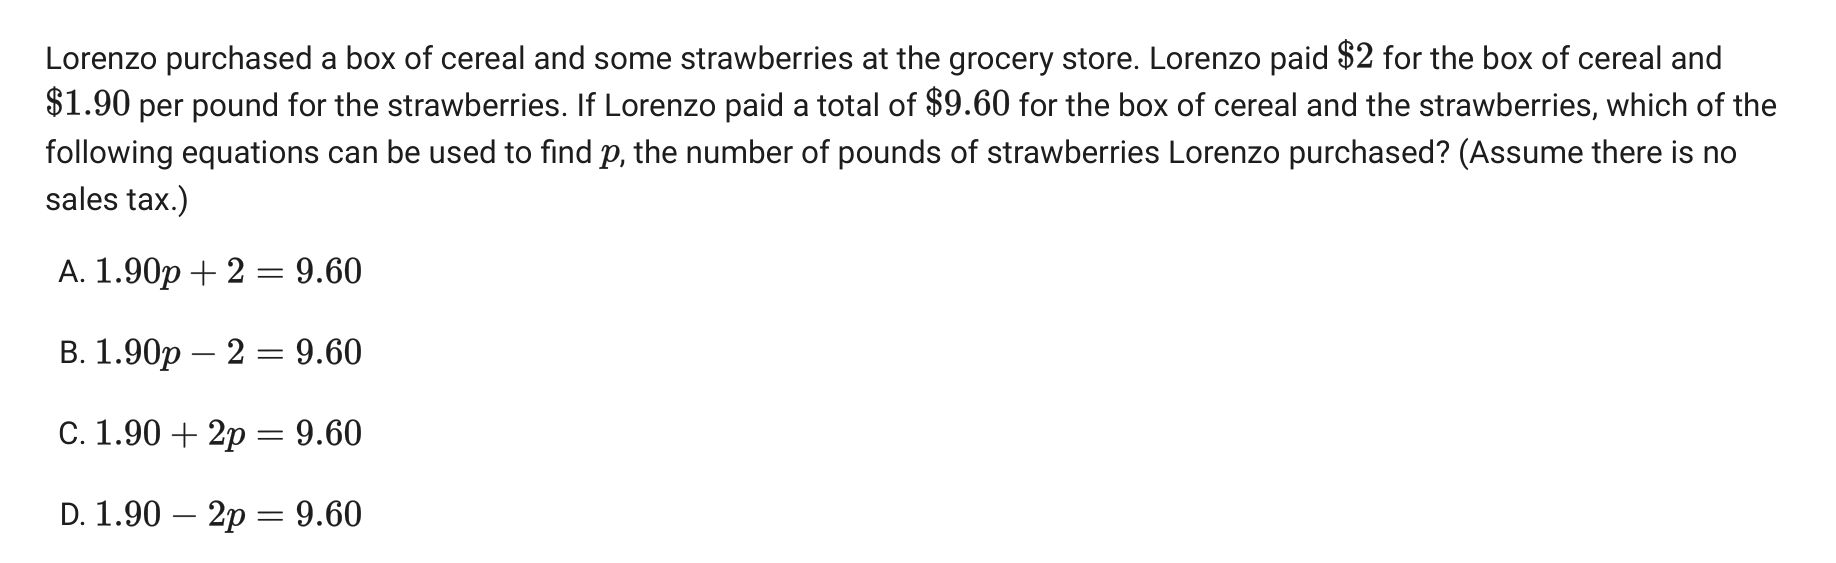 Lorenzo purchased a box of cereal and some strawberries at the grocery store. Lorenzo paid $2 for the box of cereal and
$1.90 per pound for the strawberries. If Lorenzo paid a total of $9.60 for the box of cereal and the strawberries, which of the
following equations can be used to find p, the number of pounds of strawberries Lorenzo purchased? (Assume there is no
sales tax.)
A. 1.90p + 2 = 9.60
B. 1.90p − 2 = 9.60
C. 1.90 + 2p = 9.60
D. 1.90 − 2p = 9.60